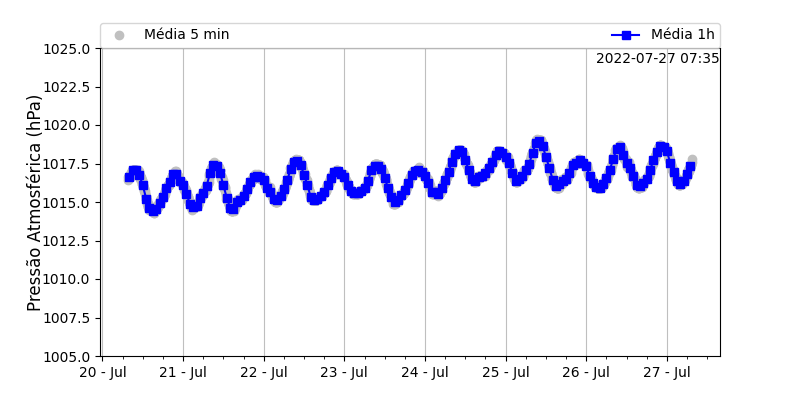 Média 5 min
Média 1h
2022-07-27 07:35
Pressão Atmosférica (hPa)
1025.0
1022.5
1020.0
1017.5
1015.0
1012.5
1010.0
1007.5
1005.0
20 - Jul
21 - Jul
22 - Jul
23 - Jul
24 - Jul
25 - Jul
26 - Jul
27 - Jul